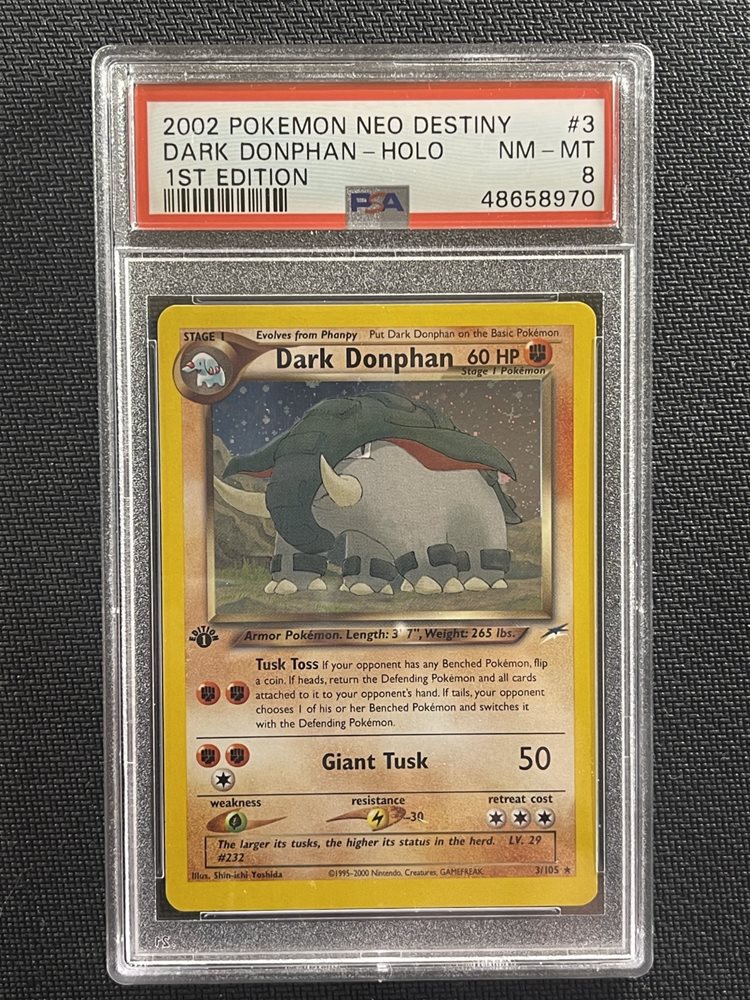 2002 POKEMON NEO DESTINY #3
DARK DONPHAN - HOLO NM - MT
1ST EDITION 8
PSA 48658970
STAGE 1 Evolves from Phanpy Put Dark Donphan on the Basic Pokémon
Dark Donphan 60 HP
Stage 1 Pokémon
EDITION
1
Armor Pokémon. Length: 3' 7", Weight: 265 lbs.
Tusk Toss If your opponent has any Benched Pokémon, flip
a coin. If heads, return the Defending Pokémon and all cards
attached to it to your opponent's hand. If tails, your opponent
chooses 1 of his or her Benched Pokémon and switches it
with the Defending Pokémon.
Giant Tusk 50
weakness resistance retreat cost
-30
The larger its tusks, the higher its status in the herd. LV. 29
#232
Illus. Shin-ichi Yoshida ©1995-2000 Nintendo, Creatures, GAMEFREAK 3/105 ★